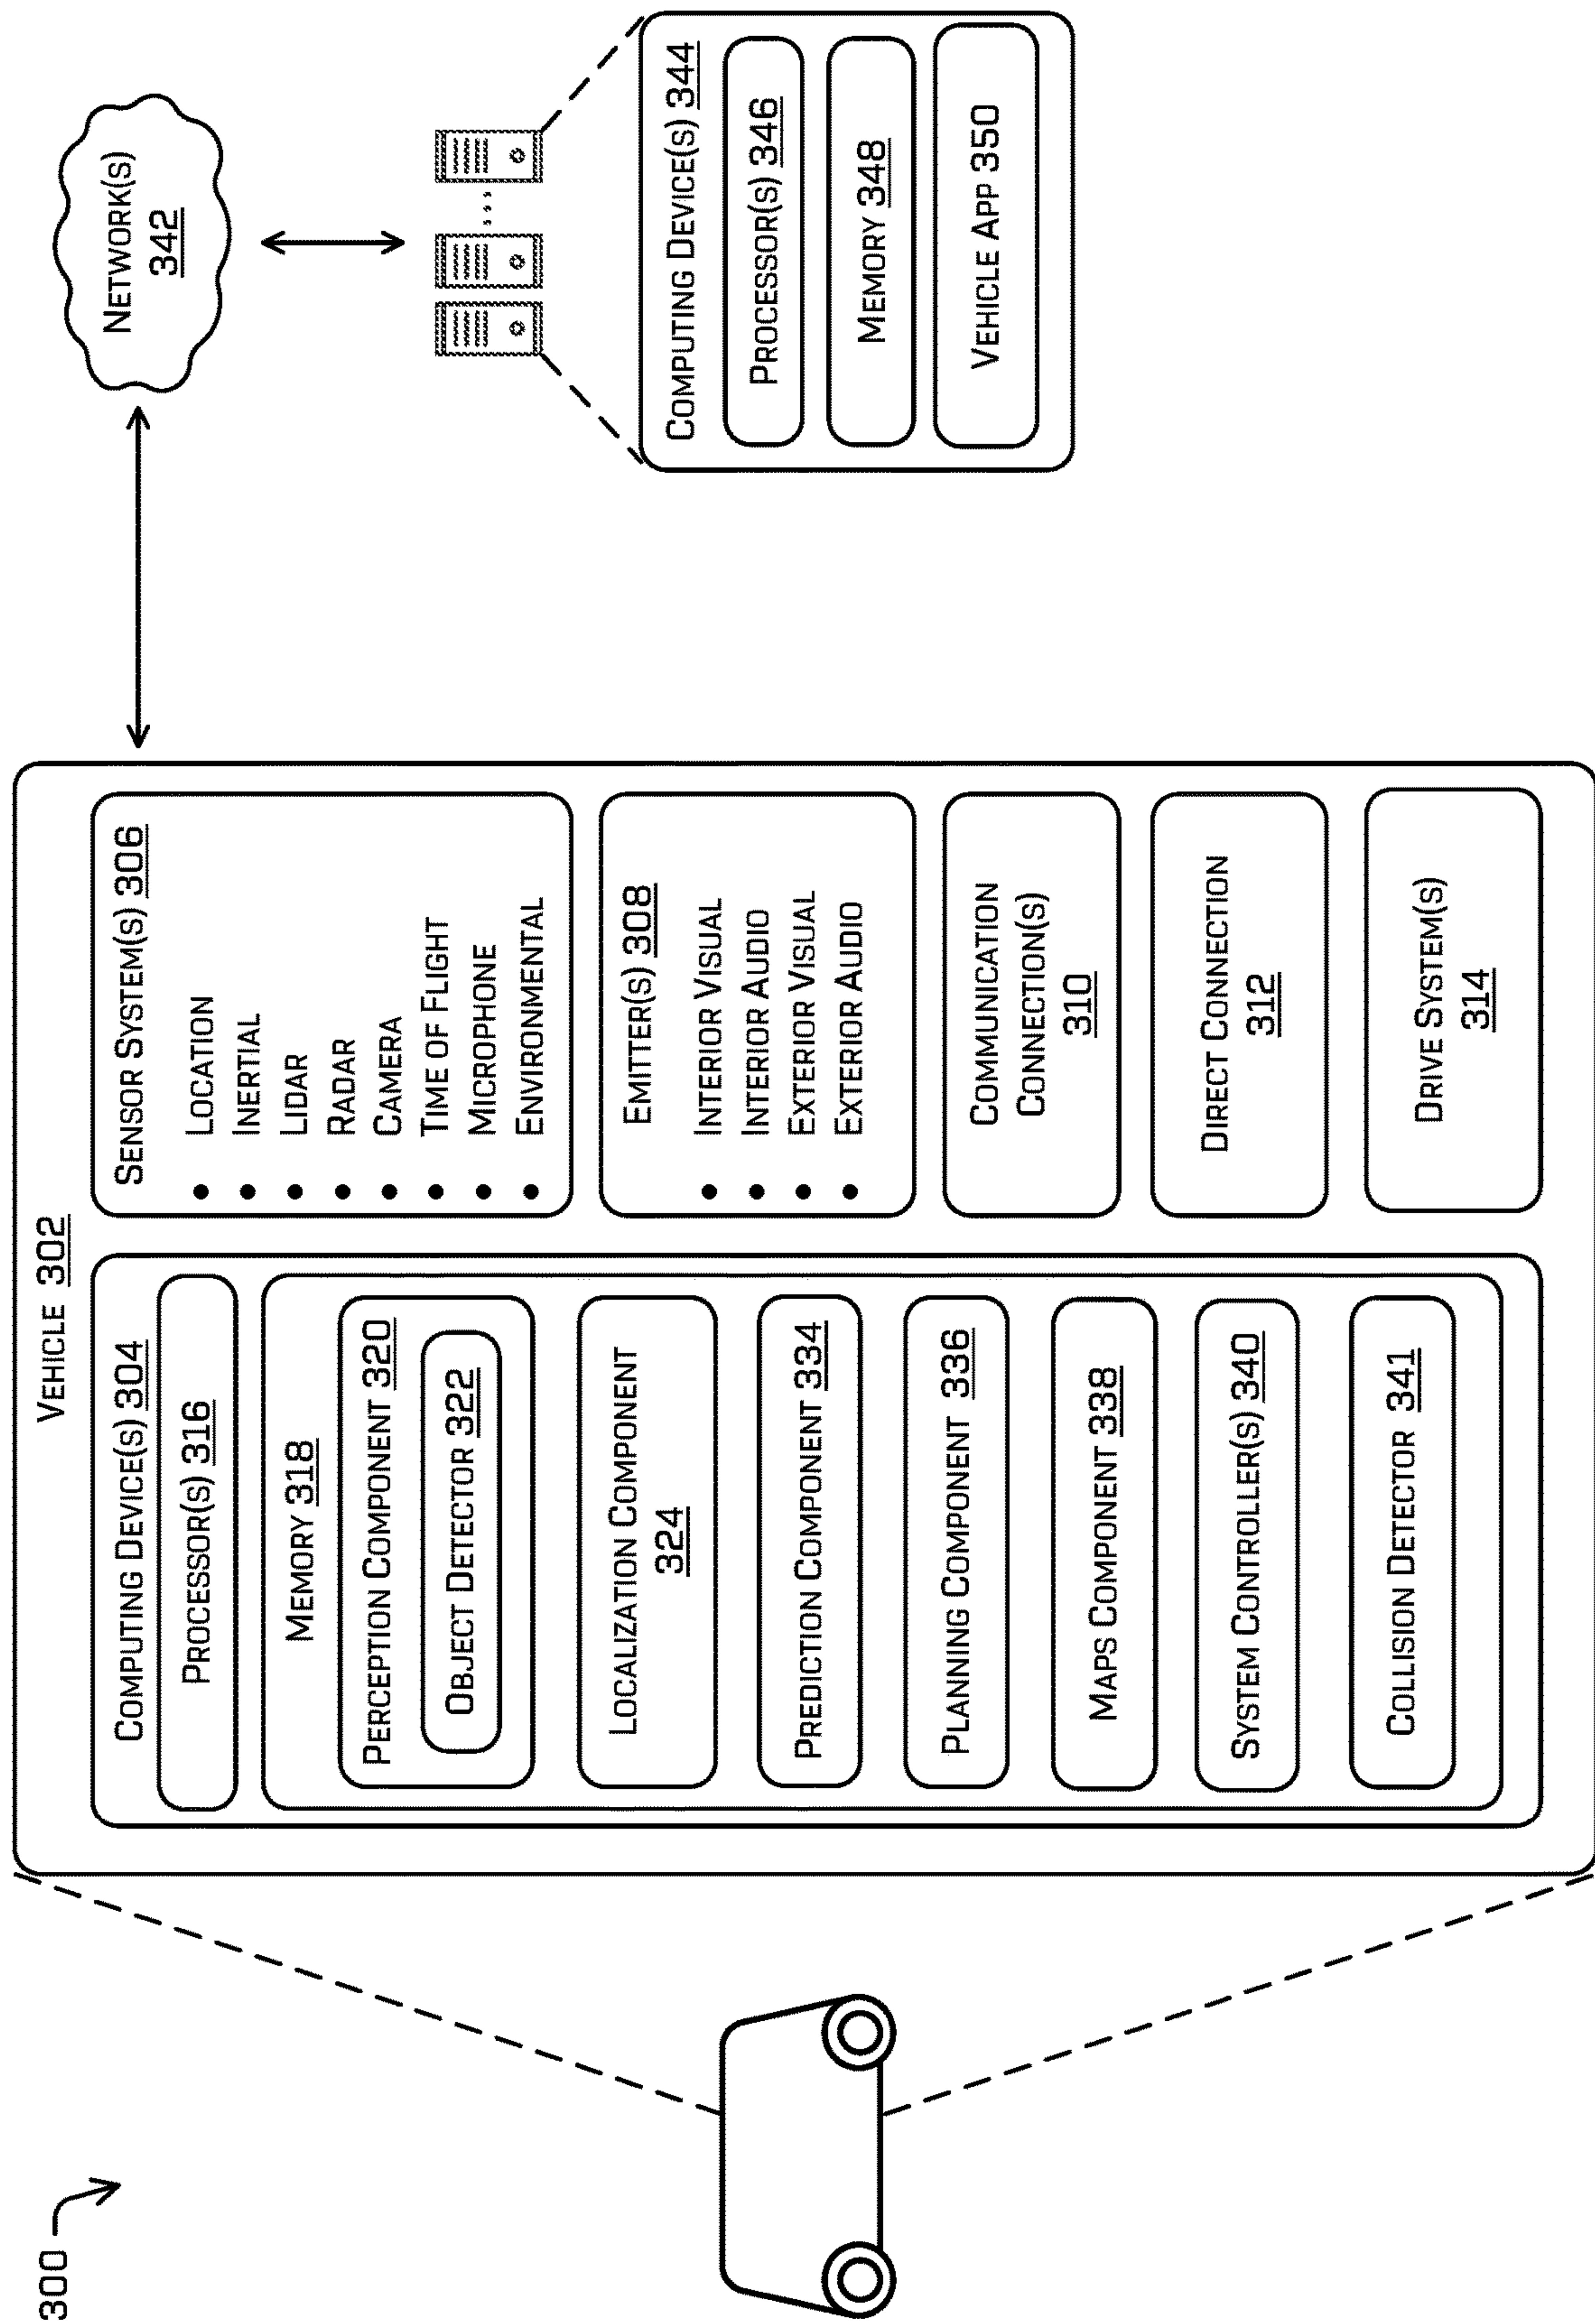 300
VEHICLE 302
COMPUTING DEVICE(S) 304
PROCESSOR(S) 316
MEMORY 318
PERCEPTION COMPONENT 320
OBJECT DETECTOR 322
LOCALIZATION COMPONENT
324
PREDICTION COMPONENT 334
PLANNING COMPONENT 336
MAPS COMPONENT 338
SYSTEM CONTROLLER(S) 340
COLLISION DETECTOR 341
SENSOR SYSTEM(S) 306
• LOCATION
• INERTIAL
• LIDAR
• RADAR
• CAMERA
• TIME OF FLIGHT
• MICROPHONE
• ENVIRONMENTAL
EMITTER(S) 308
• INTERIOR VISUAL
• INTERIOR AUDIO
• EXTERIOR VISUAL
• EXTERIOR AUDIO
COMMUNICATION
CONNECTION(S)
310
DIRECT CONNECTION
312
DRIVE SYSTEM(S)
314
NETWORK(S)
342
...
COMPUTING DEVICE(S) 344
PROCESSOR(S) 346
MEMORY 348
VEHICLE APP 350